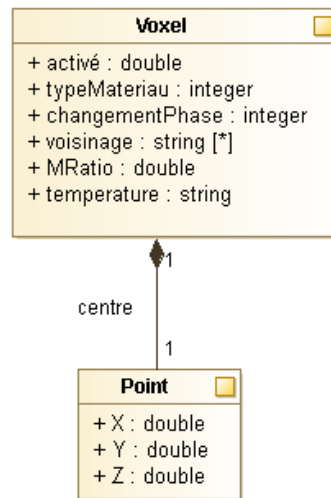 Voxel
+ activé : double
+ typeMateriau : integer
+ changementPhase : integer
+ voisinage : string [*]
+ MRatio : double
+ temperature : string
1
centre
1
Point
+ X : double
+ Y : double
+ Z : double